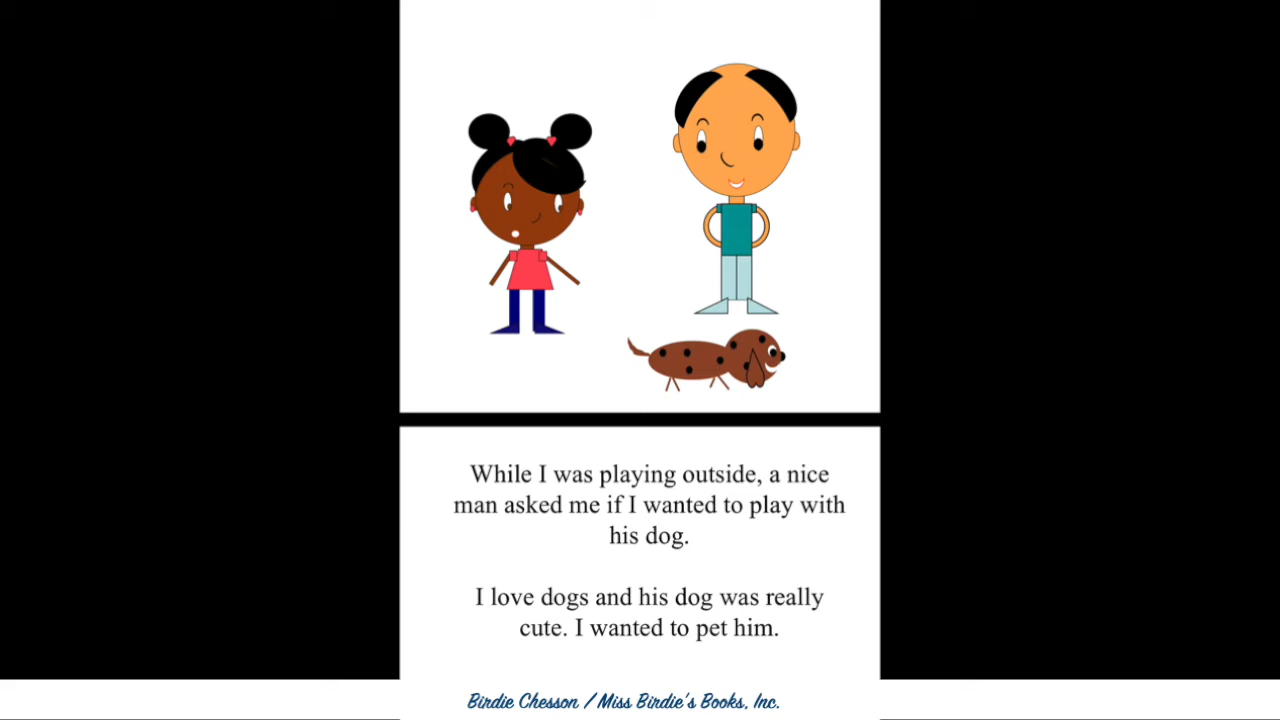 While I was playing outside, a nice
man asked me if I wanted to play with
his dog.
I love dogs and his dog was really
cute. I wanted to pet him.
Birdie Chesson / Miss Birdie's Books, Inc.